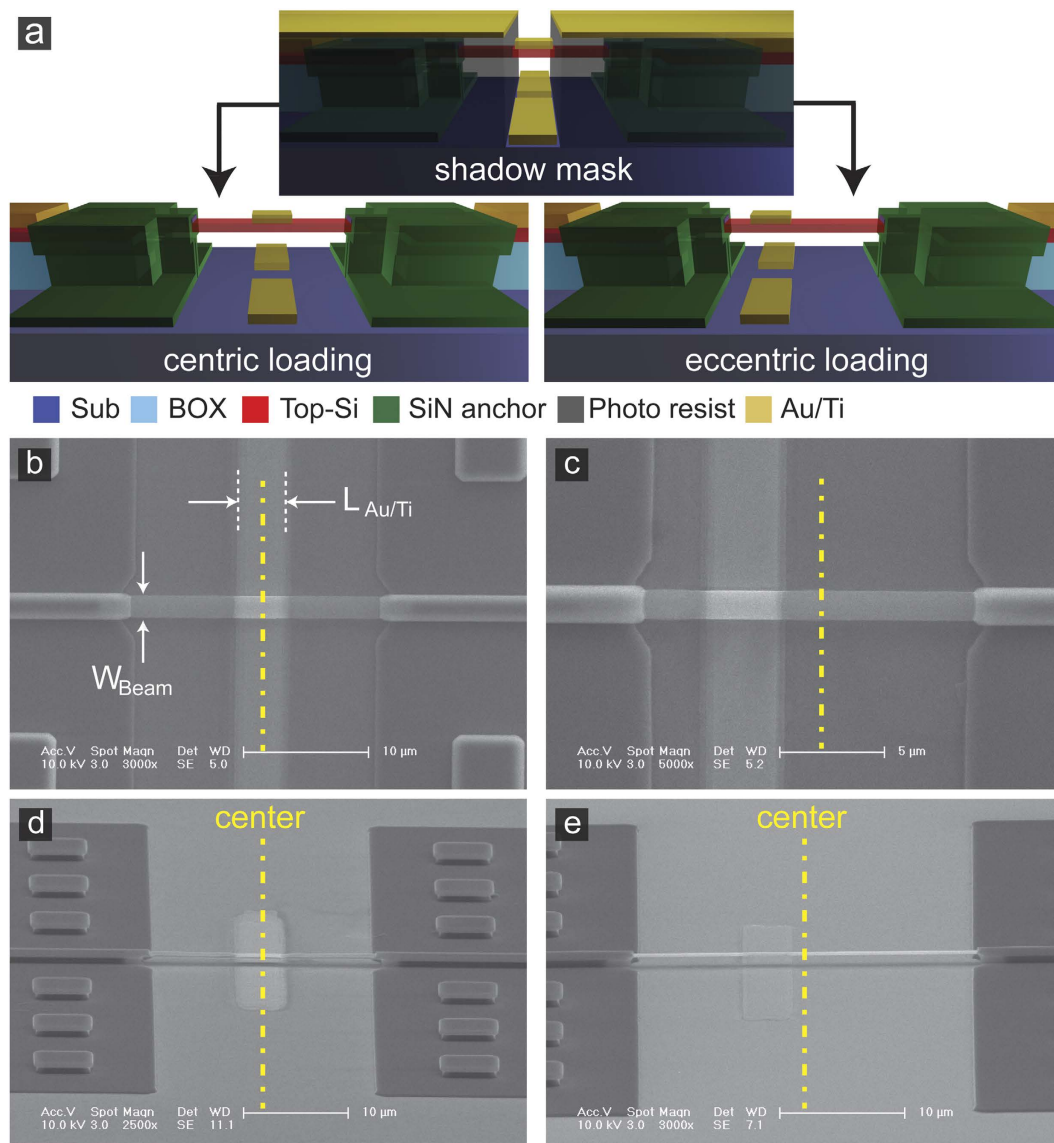 a
shadow mask
centric loading
eccentric loading
Sub BOX Top-Si SiN anchor Photo resist Au/Ti
b
L Au/Ti
W Beam
Acc.V Spot Magn Det WD
10.0 kV 3.0 3000x SE 5.0
10 µm
c
Acc.V Spot Magn Det WD
10.0 kV 3.0 5000x SE 5.2
5 µm
d
center
Acc.V Spot Magn Det WD
10.0 kV 3.0 2500x SE 11.1
10 µm
e
center
Acc.V Spot Magn Det WD
10.0 kV 3.0 3000x SE 7.1
10 µm